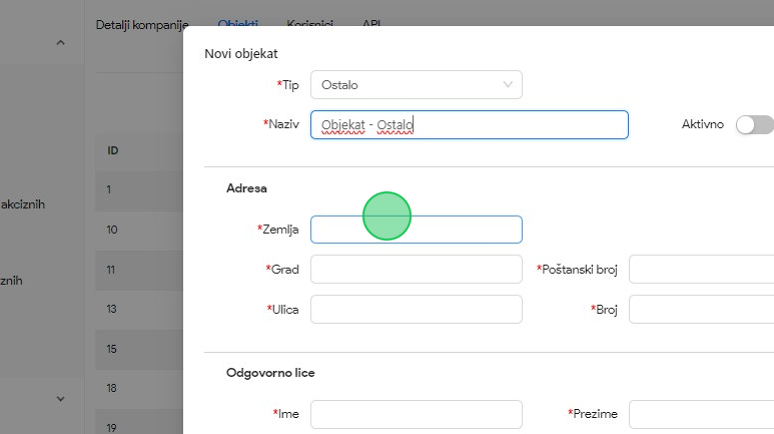 Detalji kompanije Objekti Korisnici API
Novi objekat
*Tip Ostalo
*Naziv Objekat - Ostalo Aktivno
ID
Adresa
1
akciznih
10 *Zemlja
11 *Grad *Poštanski broj
znih
13 *Ulica *Broj
15
Odgovorno lice
18
19 *Ime *Prezime